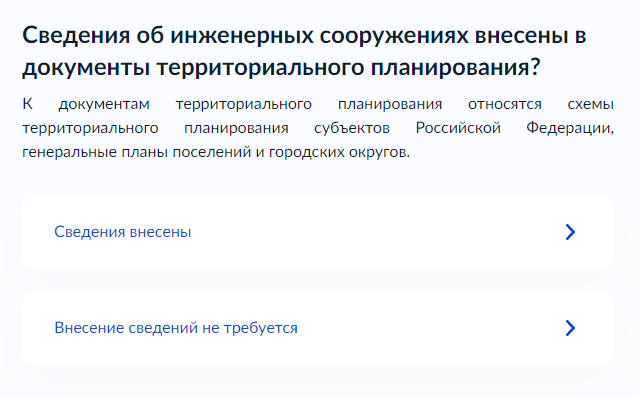 Сведения об инженерных сооружениях внесены в
документы территориального планирования?
К документам территориального планирования относятся схемы
территориального планирования субъектов Российской Федерации,
генеральные планы поселений и городских округов.
Сведения внесены
Внесение сведений не требуется